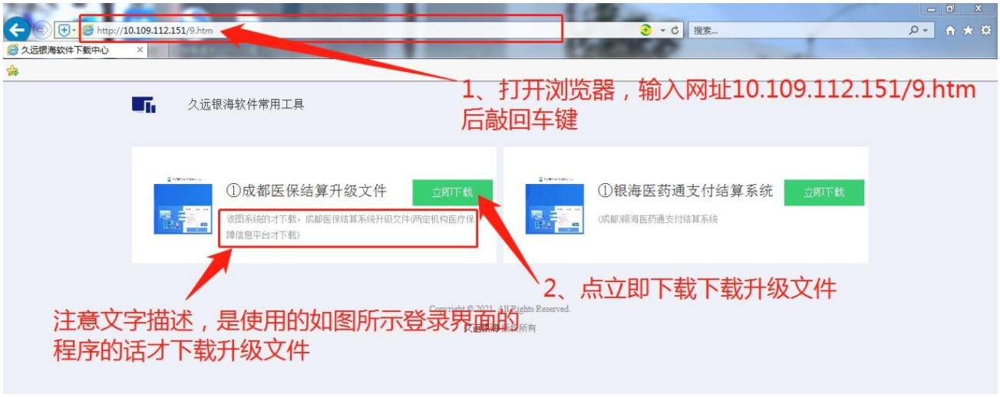 http://10.109.112.151/9.htm
搜索...
久远银海软件下载中心
1、打开浏览器，输入网址10.109.112.151/9.htm
后敲回车键
久远银海软件常用工具
①成都医保结算升级文件
立即下载
该图系统的才下载，成都医保结算系统升级文件(两定机构医疗保
障信息平台才下载)
①银海医药通支付结算系统
立即下载
(成都)银海医药通支付结算系统
2、点立即下载下载升级文件
Copyright © 2021. All Rights Reserved.
久远银海 版权所有
注意文字描述，是使用的如图所示登录界面的
程序的话才下载升级文件